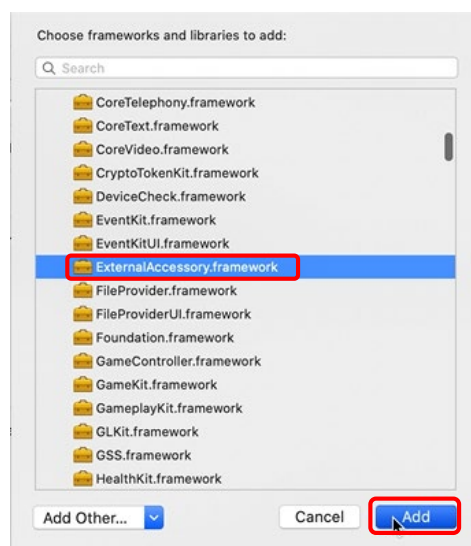 Choose frameworks and libraries to add:
Search
CoreTelephony.framework
CoreText.framework
CoreVideo.framework
CryptoTokenKit.framework
DeviceCheck.framework
EventKit.framework
EventKitUI.framework
ExternalAccessory.framework
FileProvider.framework
FileProviderUI.framework
Foundation.framework
GameController.framework
GameKit.framework
GameplayKit.framework
GLKit.framework
GSS.framework
HealthKit.framework
Add Other... Cancel Add